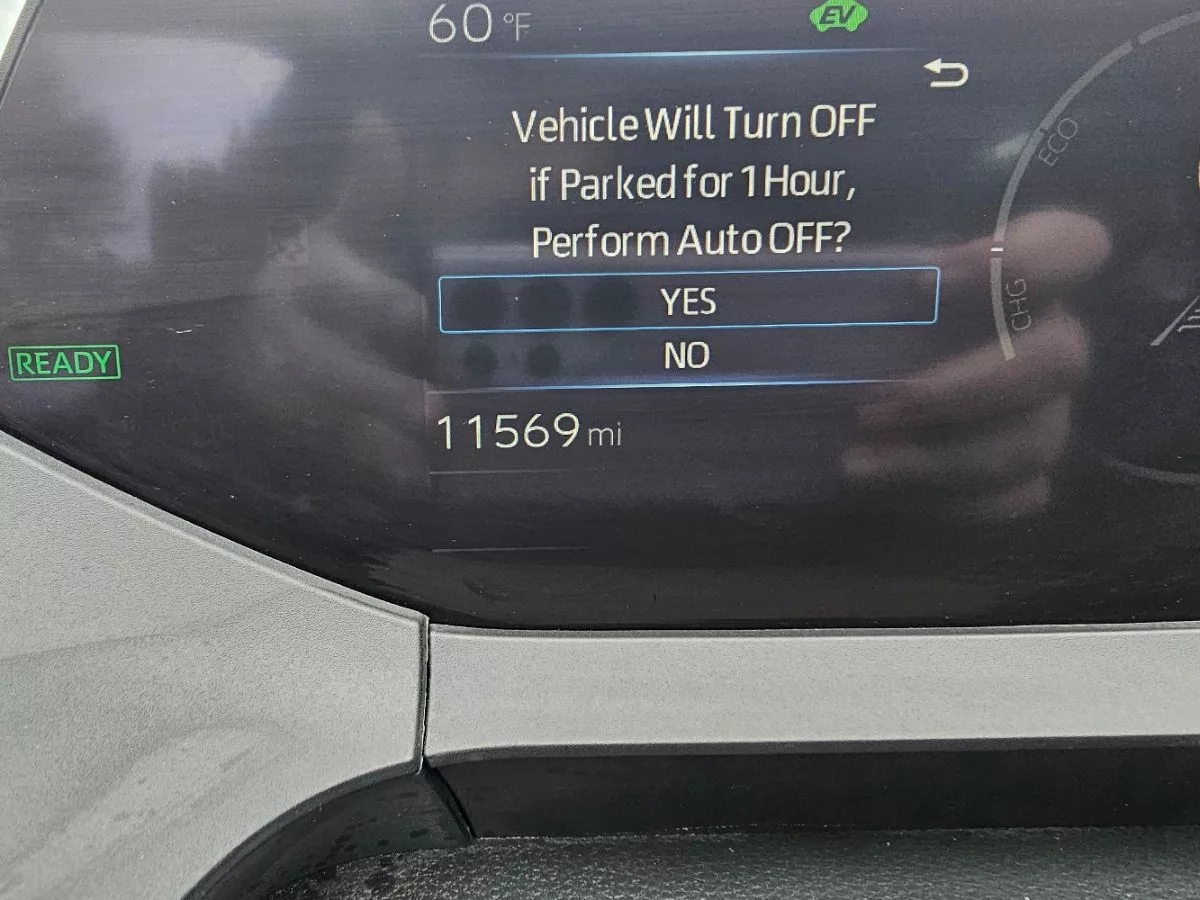 60 °F
EV
Vehicle Will Turn OFF
if Parked for 1 Hour,
Perform Auto OFF?
YES
NO
ECO
CHG
READY
11569 mi